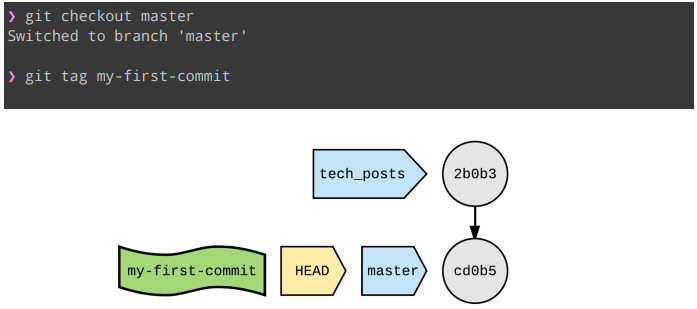 ❯ git checkout master
Switched to branch 'master'
❯ git tag my-first-commit
tech_posts 2b0b3
my-first-commit HEAD master cd0b5